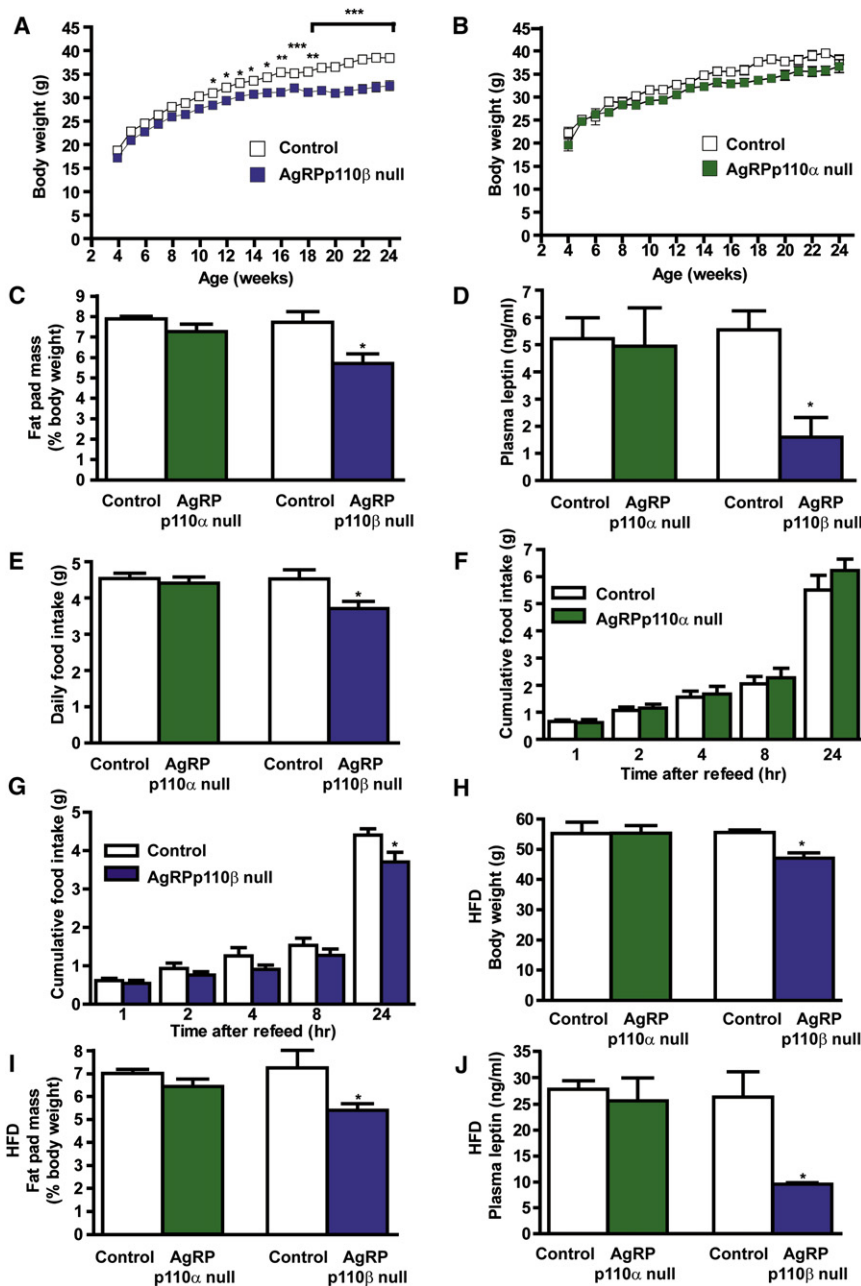 A
***
Body weight (g)
45
40
35
30
25
20
15
10
5
0
* * * * * ** *** **
Control
AgRPp110β null
2 4 6 8 10 12 14 16 18 20 22 24
Age (weeks)
B
Body weight (g)
45
40
35
30
25
20
15
10
5
0
Control
AgRPp110α null
2 4 6 8 10 12 14 16 18 20 22 24
Age (weeks)
C
Fat pad mass
(% body weight)
9
8
7
6
5
4
3
2
1
0
*
Control AgRP Control AgRP
p110α null p110β null
D
Plasma leptin (ng/ml)
7
6
5
4
3
2
1
0
*
Control AgRP Control AgRP
p110α null p110β null
E
Daily food intake (g)
5
4
3
2
1
0
*
Control AgRP Control AgRP
p110α null p110β null
F
Cumulative food intake (g)
7
6
5
4
3
2
1
0
Control
AgRPp110α null
1 2 4 8 24
Time after refeed (hr)
G
Cumulative food intake (g)
5
4
3
2
1
0
Control
AgRPp110β null
*
1 2 4 8 24
Time after refeed (hr)
H
HFD
Body weight (g)
60
50
40
30
20
10
0
*
Control AgRP Control AgRP
p110α null p110β null
I
HFD
Fat pad mass
(% body weight)
8
7
6
5
4
3
2
1
0
*
Control AgRP Control AgRP
p110α null p110β null
J
HFD
Plasma leptin (ng/ml)
30
25
20
15
10
5
0
*
Control AgRP Control AgRP
p110α null p110β null